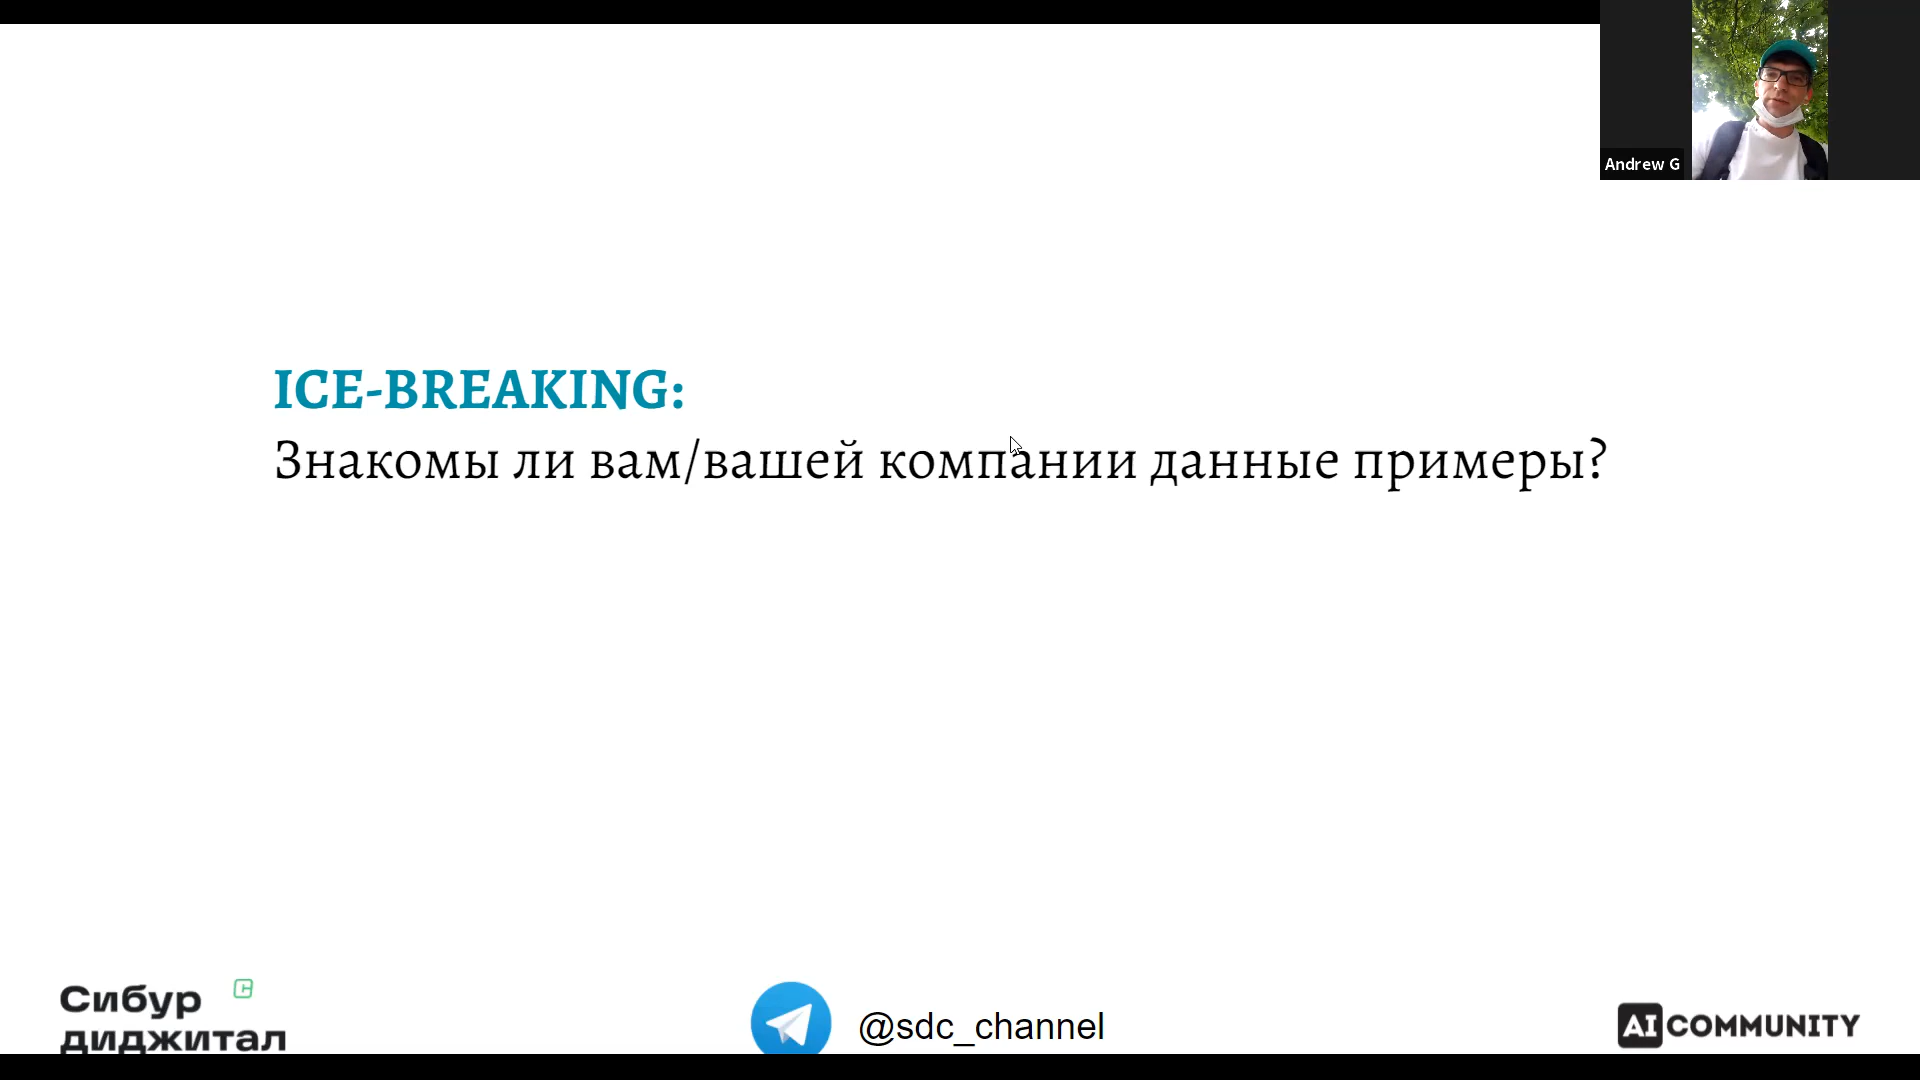 Andrew G
ICE-BREAKING:
Знакомы ли вам/вашей компании данные примеры?
Сибур
диджитал
@sdc_channel
AI COMMUNITY